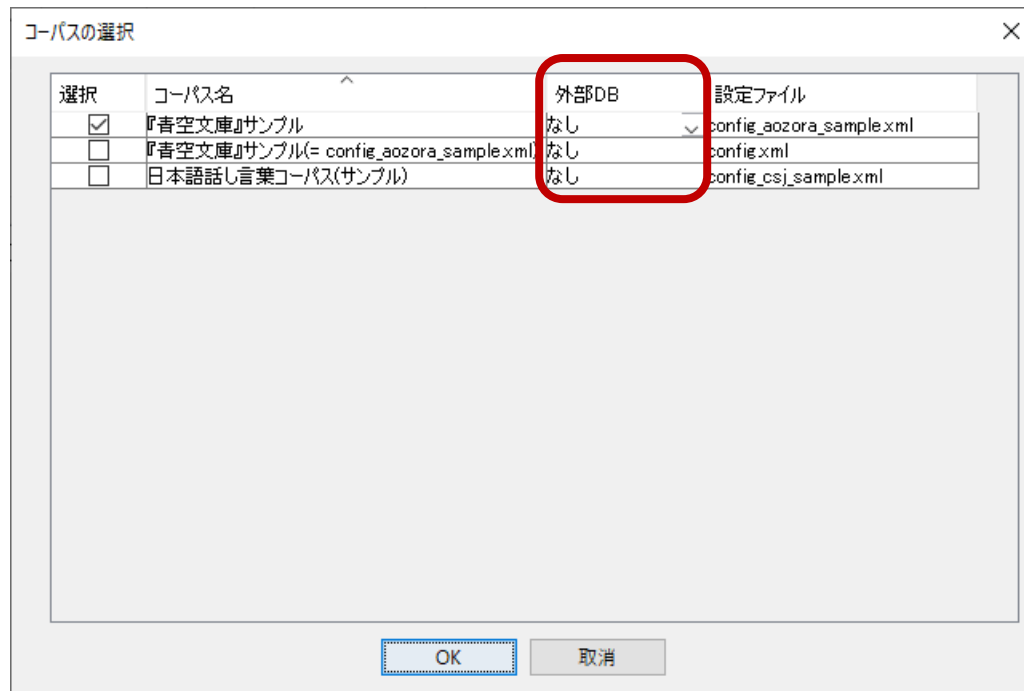 コーパスの選択
選択 コーパス名 外部DB 設定ファイル
『青空文庫』サンプル なし config_aozora_sample.xml
『青空文庫』サンプル(= config_aozora_sample.xml) なし config.xml
日本語話し言葉コーパス(サンプル) なし config_csj_sample.xml
OK 取消